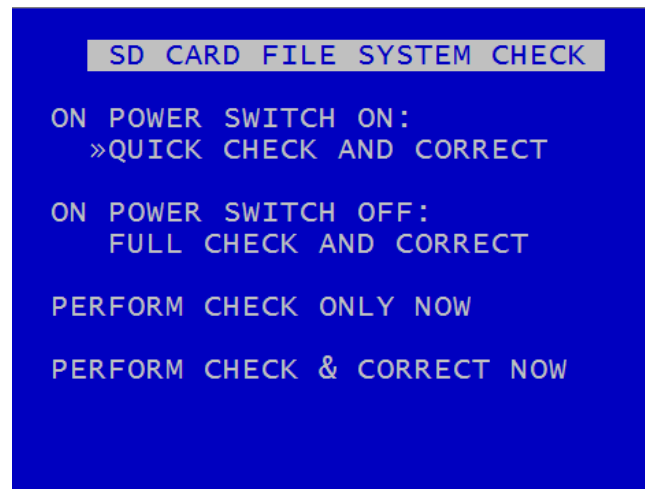 SD CARD FILE SYSTEM CHECK
ON POWER SWITCH ON:
»QUICK CHECK AND CORRECT
ON POWER SWITCH OFF:
FULL CHECK AND CORRECT
PERFORM CHECK ONLY NOW
PERFORM CHECK & CORRECT NOW